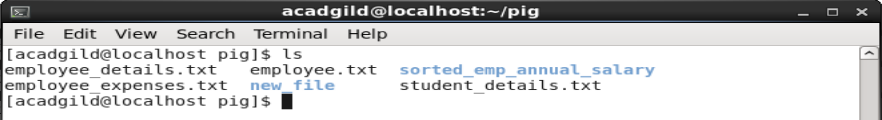 acadgild@localhost:~/pig
File Edit View Search Terminal Help
[acadgild@localhost pig]$ ls
employee_details.txt employee.txt sorted_emp_annual_salary
employee_expenses.txt new_file student_details.txt
[acadgild@localhost pig]$